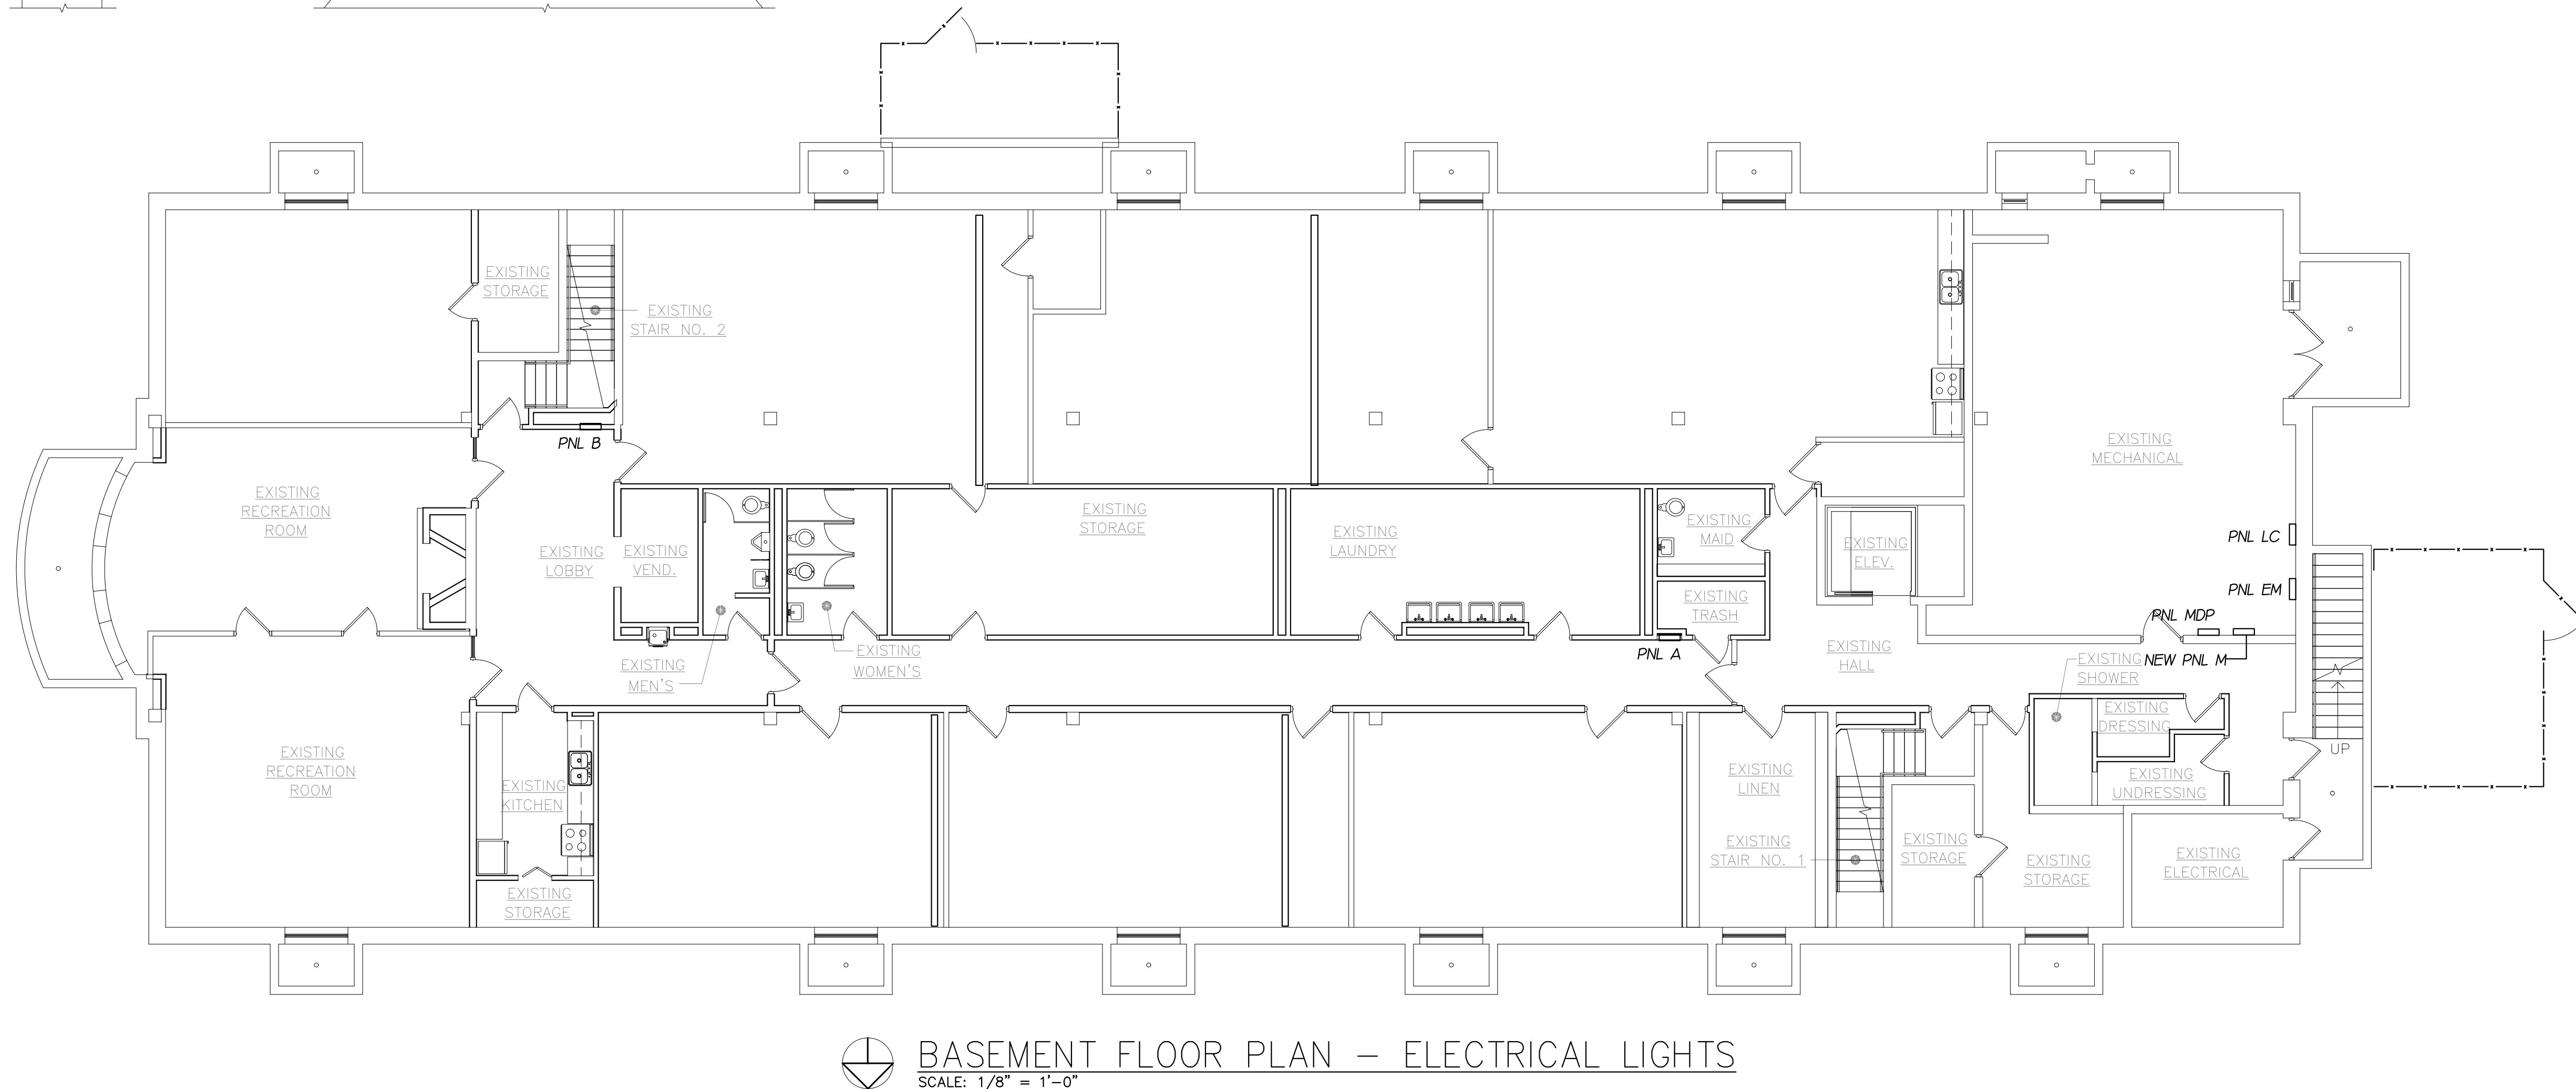 EXISTING
STORAGE
EXISTING
STAIR NO. 2
PNL B
EXISTING
MECHANICAL
EXISTING
RECREATION
ROOM
EXISTING
LOBBY
EXISTING
VEND.
EXISTING
STORAGE
EXISTING
LAUNDRY
EXISTING
MAID
EXISTING
ELEV.
PNL LC
PNL EM
EXISTING
TRASH
PNL MDP
EXISTING
MEN'S
EXISTING
WOMEN'S
PNL A
EXISTING
HALL
EXISTING
SHOWER
NEW PNL M
EXISTING
DRESSING
UP
EXISTING
RECREATION
ROOM
EXISTING
KITCHEN
EXISTING
LINEN
EXISTING
UNDRESSING
EXISTING
STAIR NO. 1
EXISTING
STORAGE
EXISTING
STORAGE
EXISTING
ELECTRICAL
EXISTING
STORAGE
BASEMENT FLOOR PLAN – ELECTRICAL LIGHTS
SCALE: 1/8" = 1'-0"